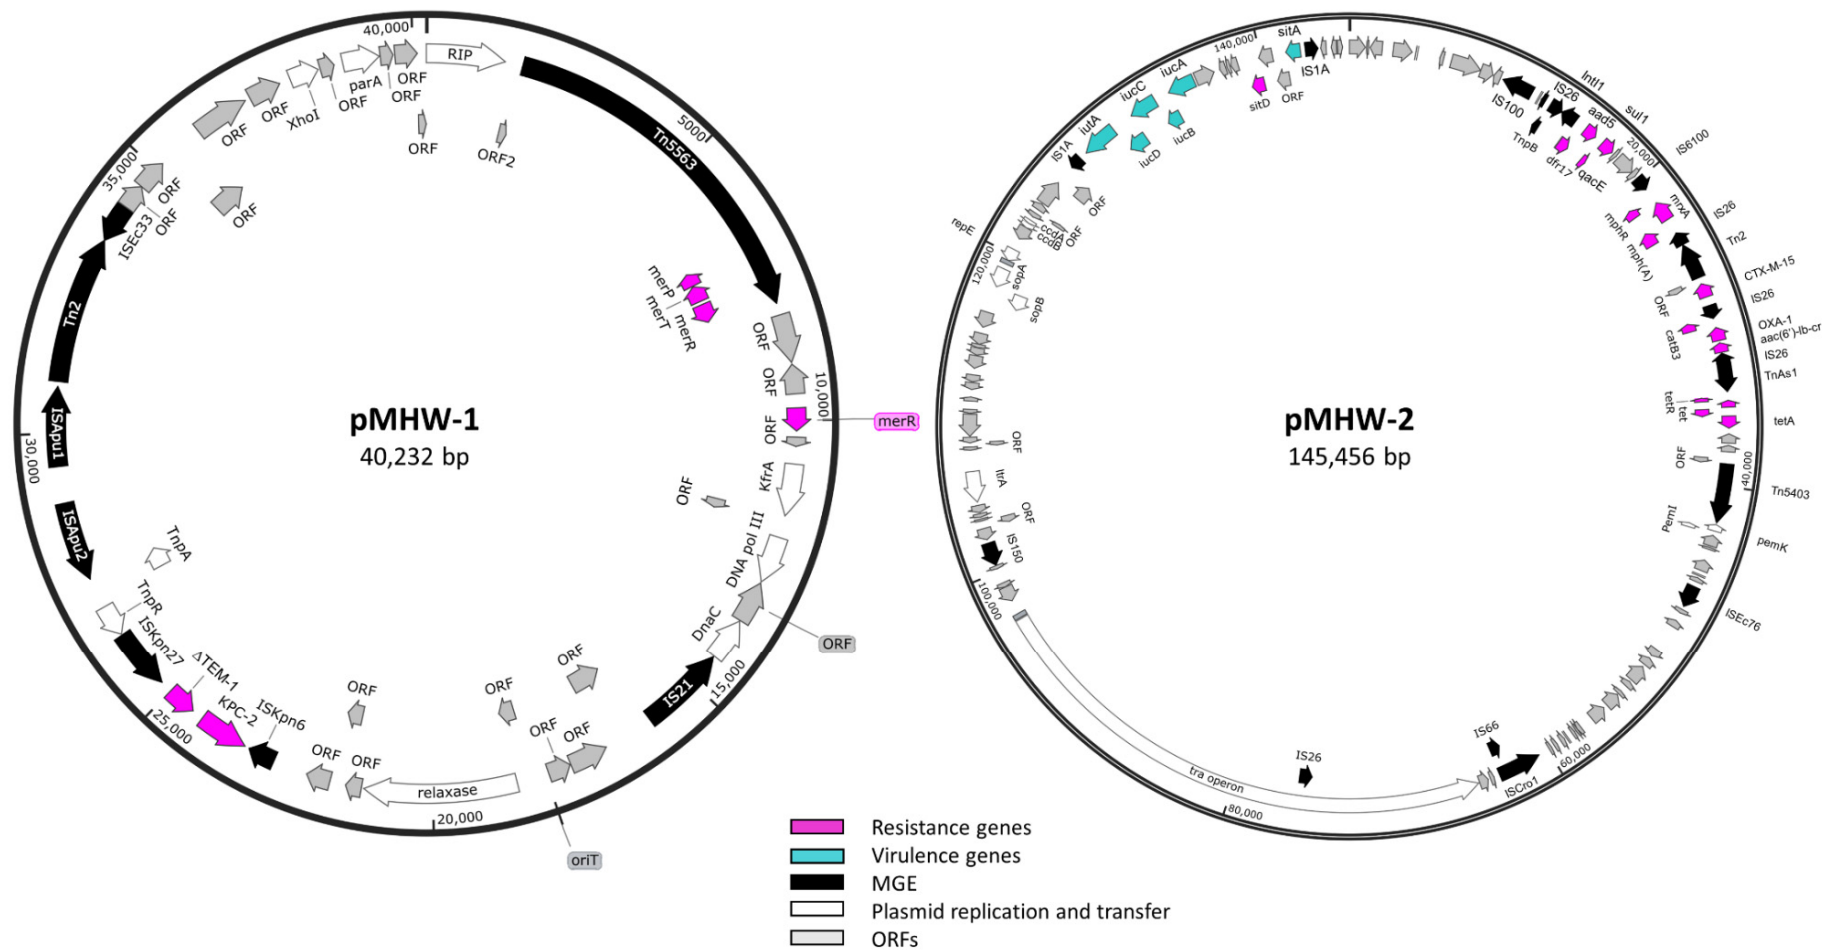 40,000
RIP
parA
ORF
ORF
ORF
XhoI
ORF
ORF
ORF
ORF2
Tn5563
5000
35,000
ORF
ORF
ORF
ISEc33
Tn2
merP
merT
merR
ORF
ORF
10,000
ORF
merR
pMHW-1
40,232 bp
ISApu1
30,000
KfrA
ORF
ISApu2
TnpA
DNA pol III
TnpR
ISKpn27
DnaC
ORF
ΔTEM-1
KPC-2
ISKpn6
25,000
IS21
15,000
ORF
ORF
ORF
ORF
ORF
ORF
ORF
relaxase
20,000
oriT
140,000
sitA
IS1A
iucA
iucC
iutA
IS1A
sitD
ORF
iucB
iucD
ORF
IS100
TnpB
IS26
IntI1
aad5
sul1
dfr17
qacE
20,000
IS6100
mrxA
mphR
mph(A)
IS26
Tn2
CTX-M-15
ORF
IS26
OXA-1
aac(6')-Ib-cr
catB3
IS26
TnAs1
tetR
tet
tetA
ORF
40,000
Tn5403
PemI
pemK
ISEc76
repE
120,000
ccdA
ccdB
ORF
sopA
sopB
pMHW-2
145,456 bp
ORF
ltrA
ORF
IS150
100,000
tra operon
IS26
IS66
ISCro1
60,000
80,000
Resistance genes
Virulence genes
MGE
Plasmid replication and transfer
ORFs